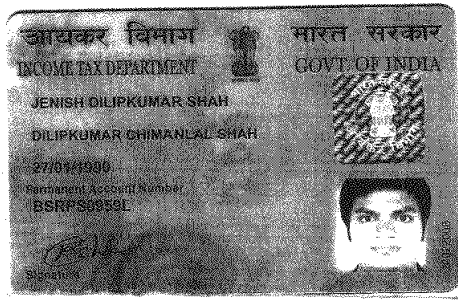 आयकर विभाग
INCOME TAX DEPARTMENT
भारत सरकार
GOVT. OF INDIA
JENISH DILIPKUMAR SHAH
DILIPKUMAR CHIMANLAL SHAH
27/01/1990
Permanent Account Number
BSRPS0959L
Signature